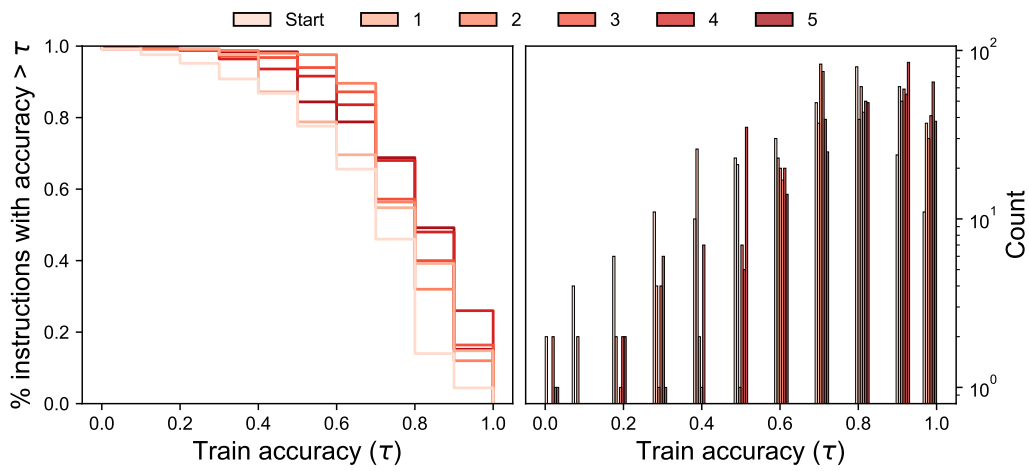 Start 1 2 3 4 5
% instructions with accuracy > τ
1.0
0.8
0.6
0.4
0.2
0.0
0.0 0.2 0.4 0.6 0.8 1.0
Train accuracy (τ)
10²
10¹
10⁰
Count
0.0 0.2 0.4 0.6 0.8 1.0
Train accuracy (τ)